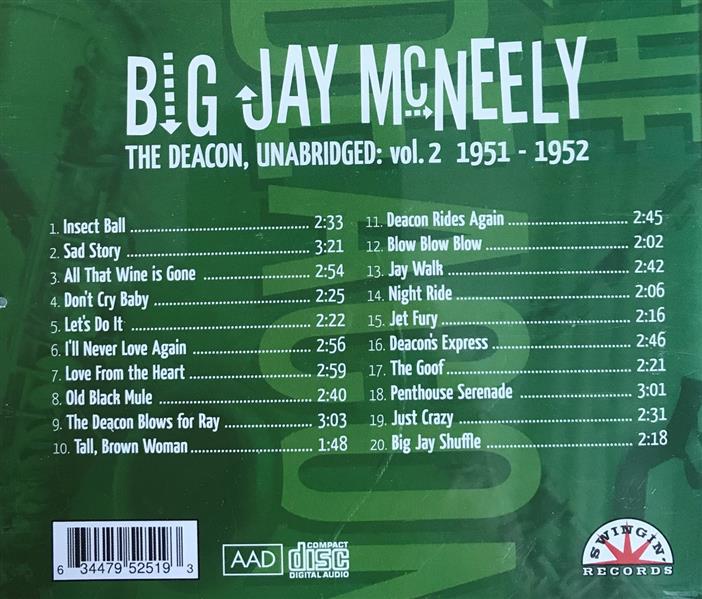 BIG JAY MCNEELY
THE DEACON, UNABRIDGED: vol. 2 1951 - 1952
1. Insect Ball 2:33
2. Sad Story 3:21
3. All That Wine is Gone 2:54
4. Don't Cry Baby 2:25
5. Let's Do It 2:22
6. I'll Never Love Again 2:56
7. Love From the Heart 2:59
8. Old Black Mule 2:40
9. The Deacon Blows for Ray 3:03
10. Tall, Brown Woman 1:48
11. Deacon Rides Again 2:45
12. Blow Blow Blow 2:02
13. Jay Walk 2:42
14. Night Ride 2:06
15. Jet Fury 2:16
16. Deacon's Express 2:46
17. The Goof 2:21
18. Penthouse Serenade 3:01
19. Just Crazy 2:31
20. Big Jay Shuffle 2:18
6 34479 52519 3
AAD
COMPACT
disc
DIGITAL AUDIO
SWINGIN'
RECORDS
THE
DEACON